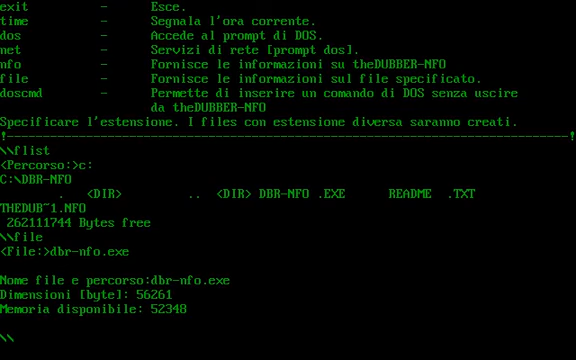 exit - Esce.
time - Segnala l'ora corrente.
dos - Accede al prompt di DOS.
net - Servizi di rete [prompt dos].
nfo - Fornisce le informazioni su theDUBBER-NFO
file - Fornisce le informazioni sul file specificato.
doscmd - Permette di inserire un comando di DOS senza uscire
da theDUBBER-NFO
Specificare l'estensione. I files con estensione diversa saranno creati.
!------------------------------------------------------------------------------!
\\flist
<Percorso:>c:
C:\DBR-NFO
. <DIR> .. <DIR> DBR-NFO .EXE README .TXT
THEDUB~1.NFO
262111744 Bytes free
\\file
<File:>dbr-nfo.exe
Nome file e percorso:dbr-nfo.exe
Dimensioni [byte]: 56261
Memoria disponibile: 52348
\\